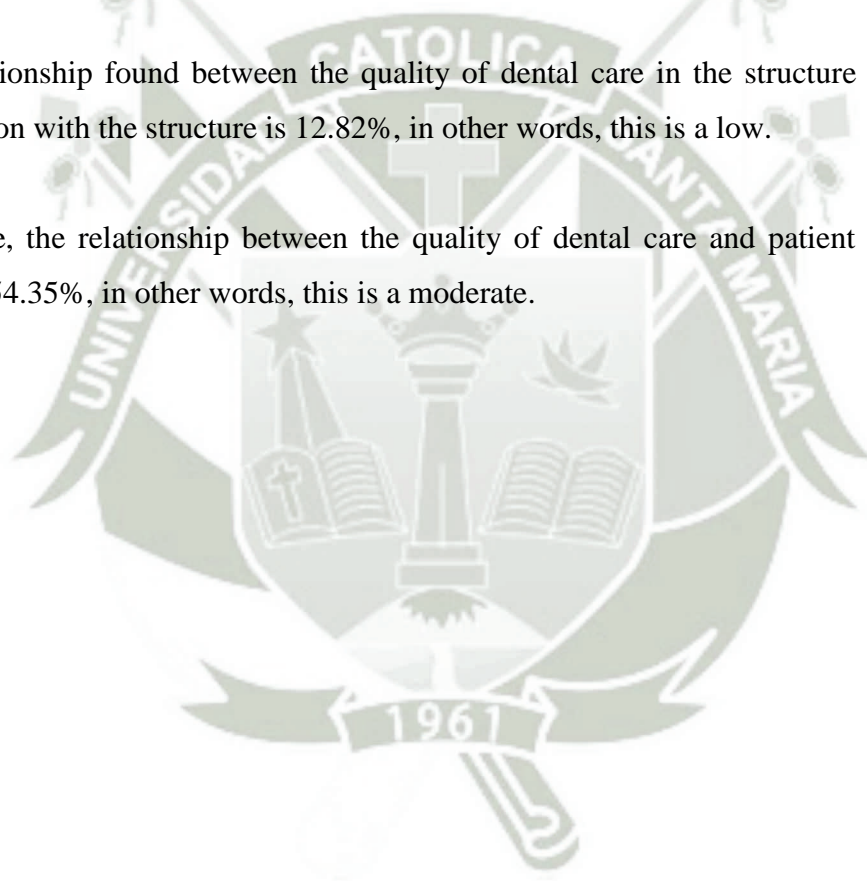 CATOLICA
UNIVERSIDAD
SANTA MARIA
tionship found between the quality of dental care in the structure
on with the structure is 12.82%, in other words, this is a low.
e, the relationship between the quality of dental care and patient
54.35%, in other words, this is a moderate.
1961